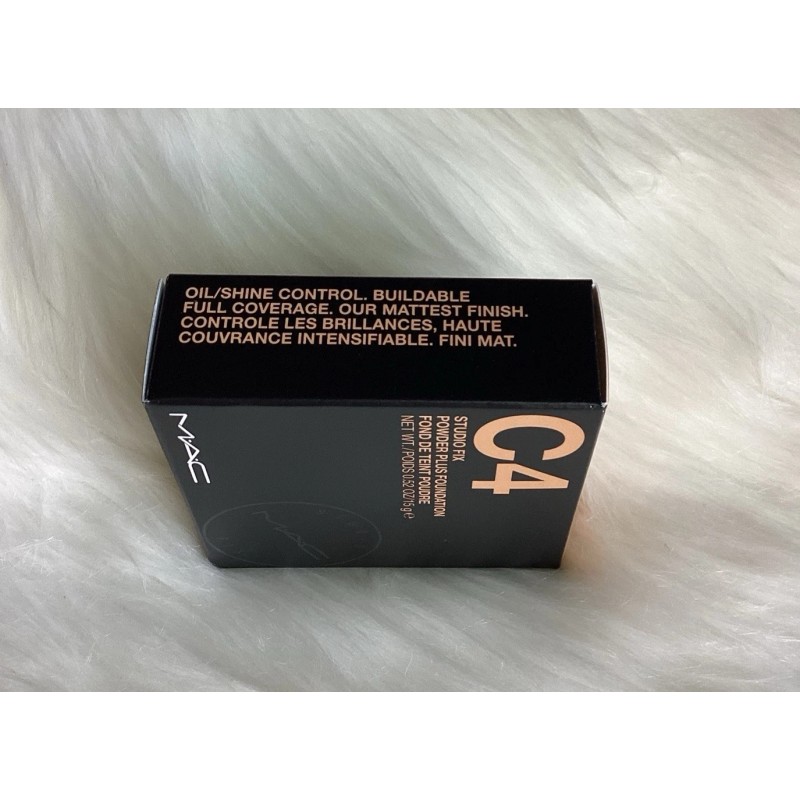 OIL/SHINE CONTROL. BUILDABLE
FULL COVERAGE. OUR MATTEST FINISH.
CONTROLE LES BRILLANCES, HAUTE
COUVRANCE INTENSIFIABLE. FINI MAT.
C4
STUDIO FIX
POWDER PLUS FOUNDATION
FOND DE TEINT POUDRE
NET WT./POIDS 0.52 OZ/15 g ℮
MAC
MAC